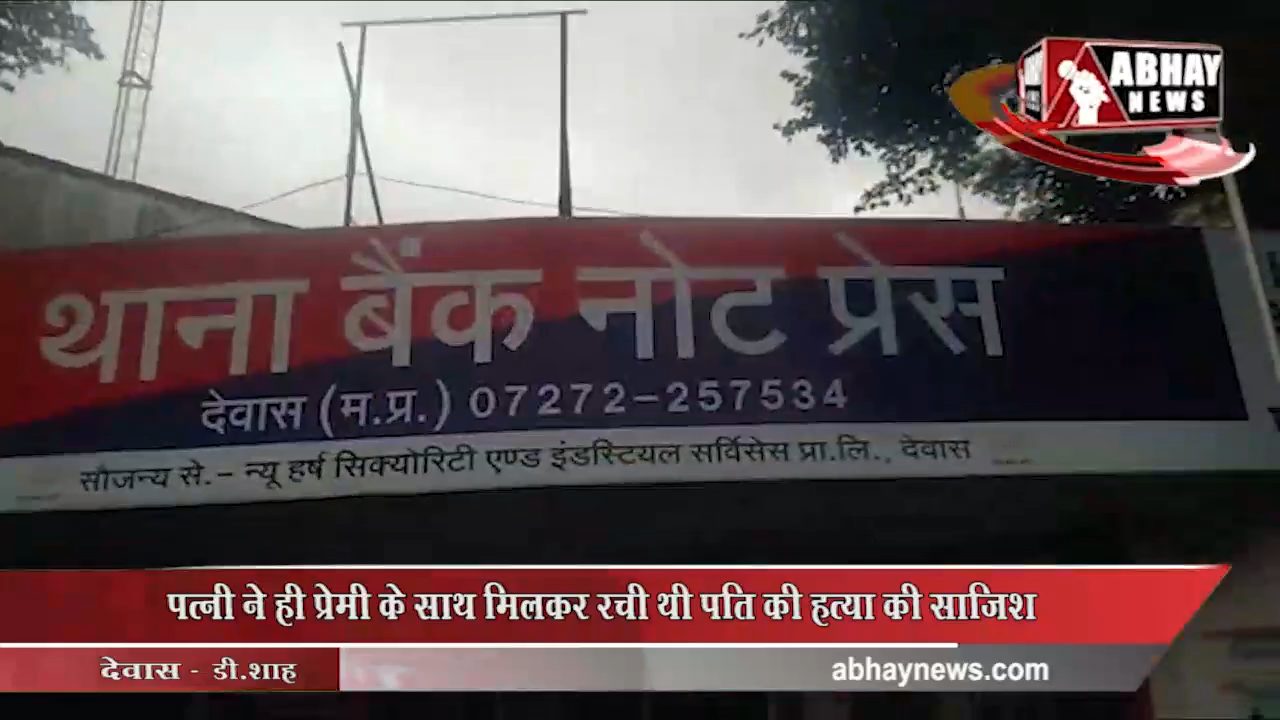 ABHAY
NEWS
थाना बैंक नोट प्रेस
देवास (म.प्र.) 07272-257534
सौजन्य से.- न्यू हर्ष सिक्योरिटी एण्ड इंडस्टियल सर्विसेस प्रा.लि., देवास
पत्नी ने ही प्रेमी के साथ मिलकर रची थी पति की हत्या की साजिश
देवास - डी.शाह
abhaynews.com